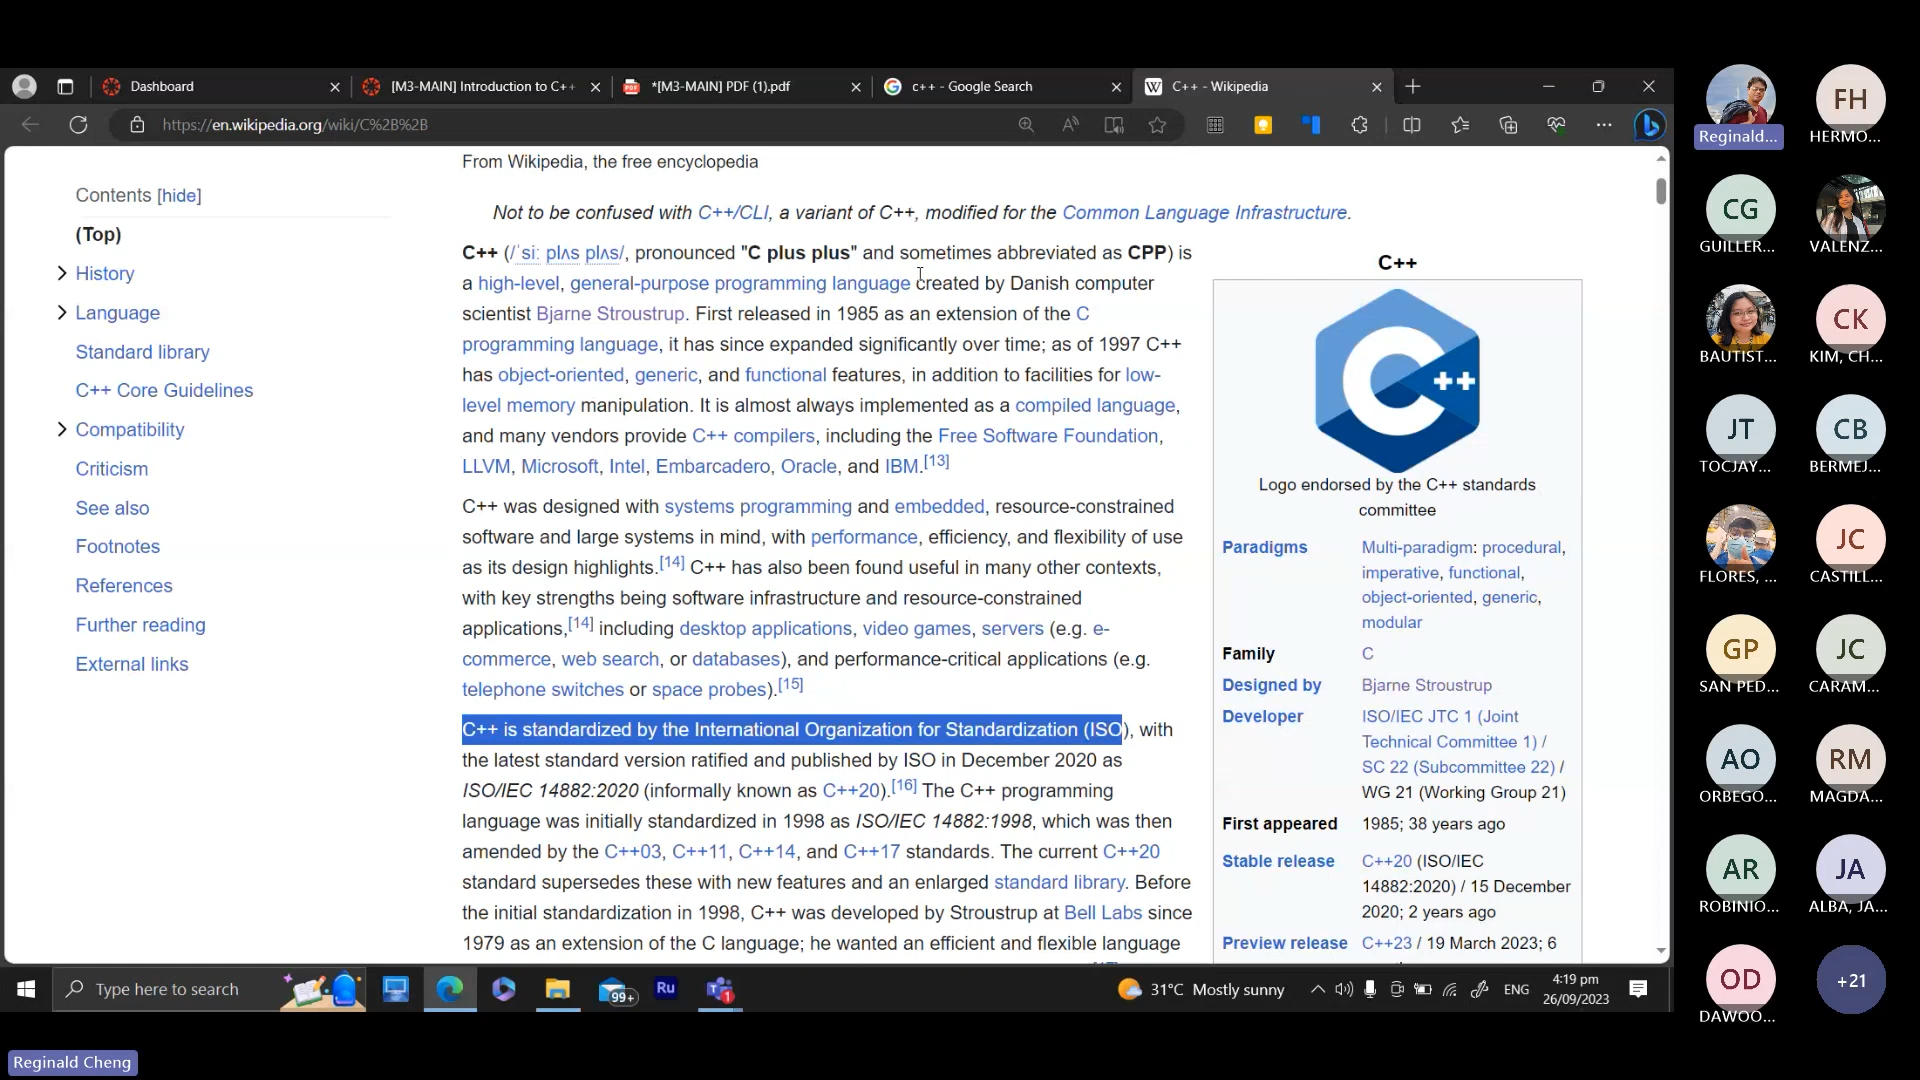 Dashboard
[M3-MAIN] Introduction to C++
*[M3-MAIN] PDF (1).pdf
c++ - Google Search
C++ - Wikipedia
https://en.wikipedia.org/wiki/C%2B%2B
From Wikipedia, the free encyclopedia
Contents [hide]
(Top)
History
Language
Standard library
C++ Core Guidelines
Compatibility
Criticism
See also
Footnotes
References
Further reading
External links
Not to be confused with C++/CLI, a variant of C++, modified for the Common Language Infrastructure.
C++ (/ˈsiː plʌs plʌs/, pronounced "C plus plus" and sometimes abbreviated as CPP) is
a high-level, general-purpose programming language created by Danish computer
scientist Bjarne Stroustrup. First released in 1985 as an extension of the C
programming language, it has since expanded significantly over time; as of 1997 C++
has object-oriented, generic, and functional features, in addition to facilities for low-
level memory manipulation. It is almost always implemented as a compiled language,
and many vendors provide C++ compilers, including the Free Software Foundation,
LLVM, Microsoft, Intel, Embarcadero, Oracle, and IBM.[13]
C++ was designed with systems programming and embedded, resource-constrained
software and large systems in mind, with performance, efficiency, and flexibility of use
as its design highlights.[14] C++ has also been found useful in many other contexts,
with key strengths being software infrastructure and resource-constrained
applications,[14] including desktop applications, video games, servers (e.g. e-
commerce, web search, or databases), and performance-critical applications (e.g.
telephone switches or space probes).[15]
C++ is standardized by the International Organization for Standardization (ISO), with
the latest standard version ratified and published by ISO in December 2020 as
ISO/IEC 14882:2020 (informally known as C++20).[16] The C++ programming
language was initially standardized in 1998 as ISO/IEC 14882:1998, which was then
amended by the C++03, C++11, C++14, and C++17 standards. The current C++20
standard supersedes these with new features and an enlarged standard library. Before
the initial standardization in 1998, C++ was developed by Stroustrup at Bell Labs since
1979 as an extension of the C language; he wanted an efficient and flexible language
C++
C++
Logo endorsed by the C++ standards
committee
Paradigms Multi-paradigm: procedural,
imperative, functional,
object-oriented, generic,
modular
Family C
Designed by Bjarne Stroustrup
Developer ISO/IEC JTC 1 (Joint
Technical Committee 1) /
SC 22 (Subcommittee 22) /
WG 21 (Working Group 21)
First appeared 1985; 38 years ago
Stable release C++20 (ISO/IEC
14882:2020) / 15 December
2020; 2 years ago
Preview release C++23 / 19 March 2023; 6
Type here to search
99+
Ru
1
31°C Mostly sunny
ENG
4:19 pm
26/09/2023
Reginald...
FH
HERMO...
CG
GUILLER...
VALENZ...
BAUTIST...
CK
KIM, CH...
JT
TOCJAY...
CB
BERMEJ...
FLORES, ...
JC
CASTILL...
GP
SAN PED...
JC
CARAM...
AO
ORBEGO...
RM
MAGDA...
AR
ROBINIO...
JA
ALBA, JA...
OD
DAWOO...
+21
Reginald Cheng